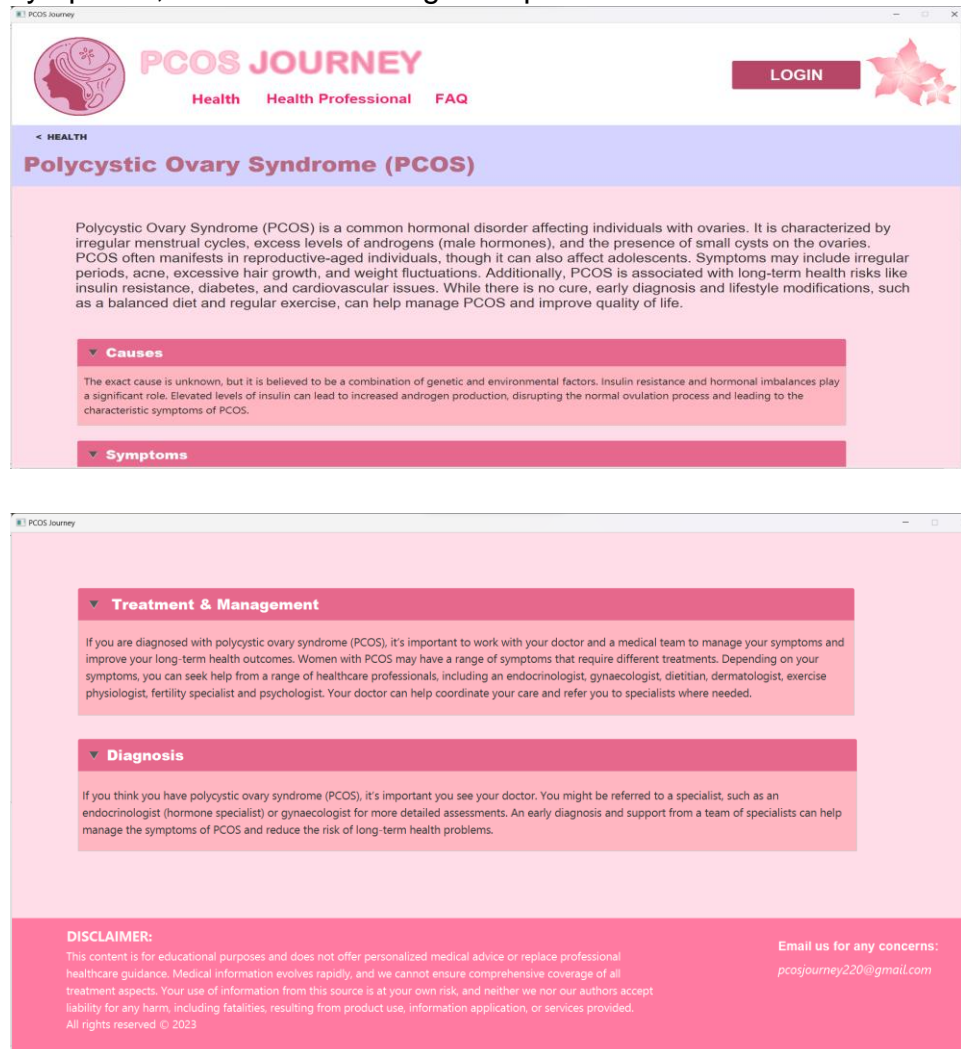 PCOS Journey
PCOS JOURNEY
LOGIN
Health Health Professional FAQ
< HEALTH
Polycystic Ovary Syndrome (PCOS)
Polycystic Ovary Syndrome (PCOS) is a common hormonal disorder affecting individuals with ovaries. It is characterized by
irregular menstrual cycles, excess levels of androgens (male hormones), and the presence of small cysts on the ovaries.
PCOS often manifests in reproductive-aged individuals, though it can also affect adolescents. Symptoms may include irregular
periods, acne, excessive hair growth, and weight fluctuations. Additionally, PCOS is associated with long-term health risks like
insulin resistance, diabetes, and cardiovascular issues. While there is no cure, early diagnosis and lifestyle modifications, such
as a balanced diet and regular exercise, can help manage PCOS and improve quality of life.
Causes
The exact cause is unknown, but it is believed to be a combination of genetic and environmental factors. Insulin resistance and hormonal imbalances play
a significant role. Elevated levels of insulin can lead to increased androgen production, disrupting the normal ovulation process and leading to the
characteristic symptoms of PCOS.
Symptoms
PCOS Journey
Treatment & Management
If you are diagnosed with polycystic ovary syndrome (PCOS), it's important to work with your doctor and a medical team to manage your symptoms and
improve your long-term health outcomes. Women with PCOS may have a range of symptoms that require different treatments. Depending on your
symptoms, you can seek help from a range of healthcare professionals, including an endocrinologist, gynaecologist, dietitian, dermatologist, exercise
physiologist, fertility specialist and psychologist. Your doctor can help coordinate your care and refer you to specialists where needed.
Diagnosis
If you think you have polycystic ovary syndrome (PCOS), it's important you see your doctor. You might be referred to a specialist, such as an
endocrinologist (hormone specialist) or gynaecologist for more detailed assessments. An early diagnosis and support from a team of specialists can help
manage the symptoms of PCOS and reduce the risk of long-term health problems.
DISCLAIMER:
This content is for educational purposes and does not offer personalized medical advice or replace professional
healthcare guidance. Medical information evolves rapidly, and we cannot ensure comprehensive coverage of all
treatment aspects. Your use of information from this source is at your own risk, and neither we nor our authors accept
liability for any harm, including fatalities, resulting from product use, information application, or services provided.
All rights reserved © 2023
Email us for any concerns:
pcosjourney220@gmail.com